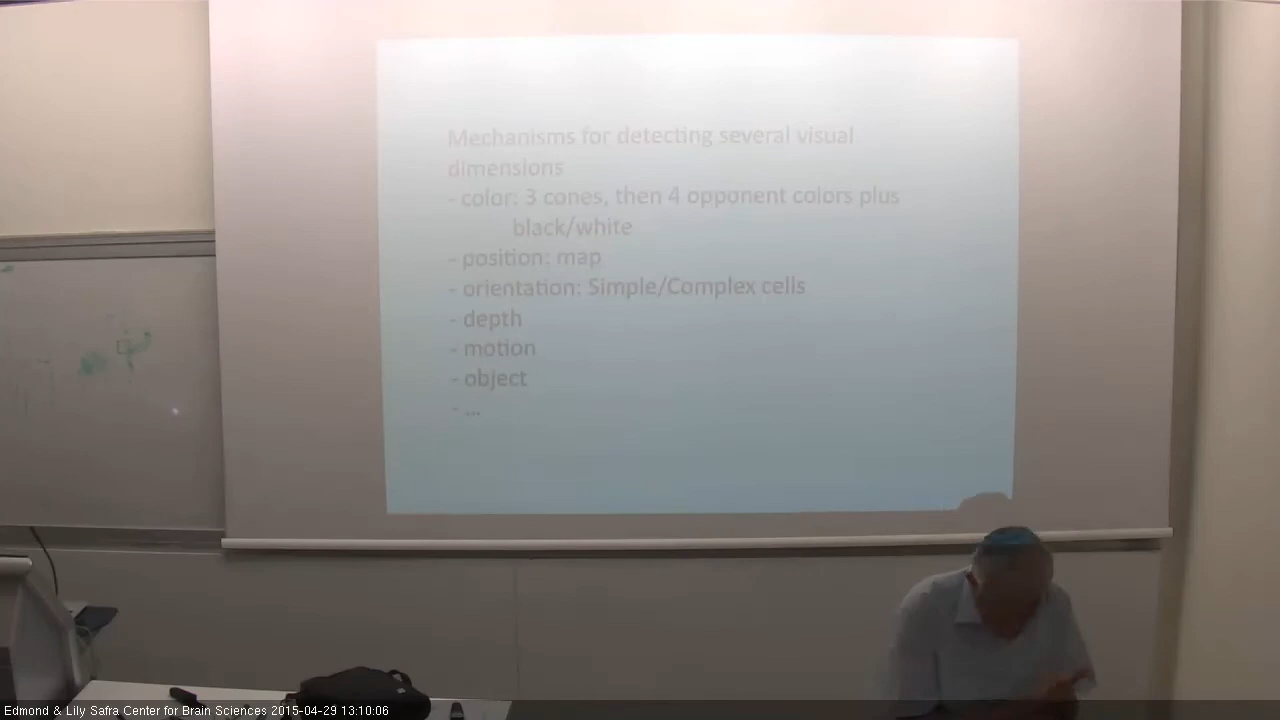 Mechanisms for detecting several visual
dimensions
- color: 3 cones, then 4 opponent colors plus
black/white
- position: map
- orientation: Simple/Complex cells
- depth
- motion
- object
- ...
Edmond & Lily Safra Center for Brain Sciences 2015-04-29 13:10:06